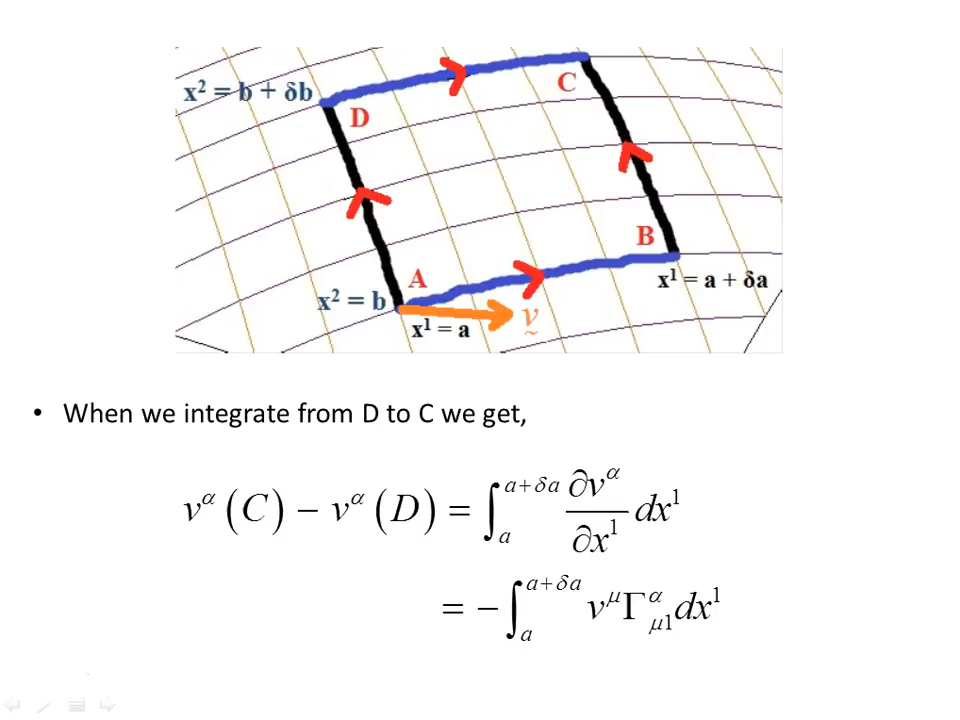 x² = b + δb
D
C
B
A
x² = b
x¹ = a + δa
v
~
x¹ = a
• When we integrate from D to C we get,
v^α (C) − v^α (D) = ∫_a^{a+δa} ∂v^α/∂x¹ dx¹
= − ∫_a^{a+δa} v^μ Γ^α_{μ1} dx¹